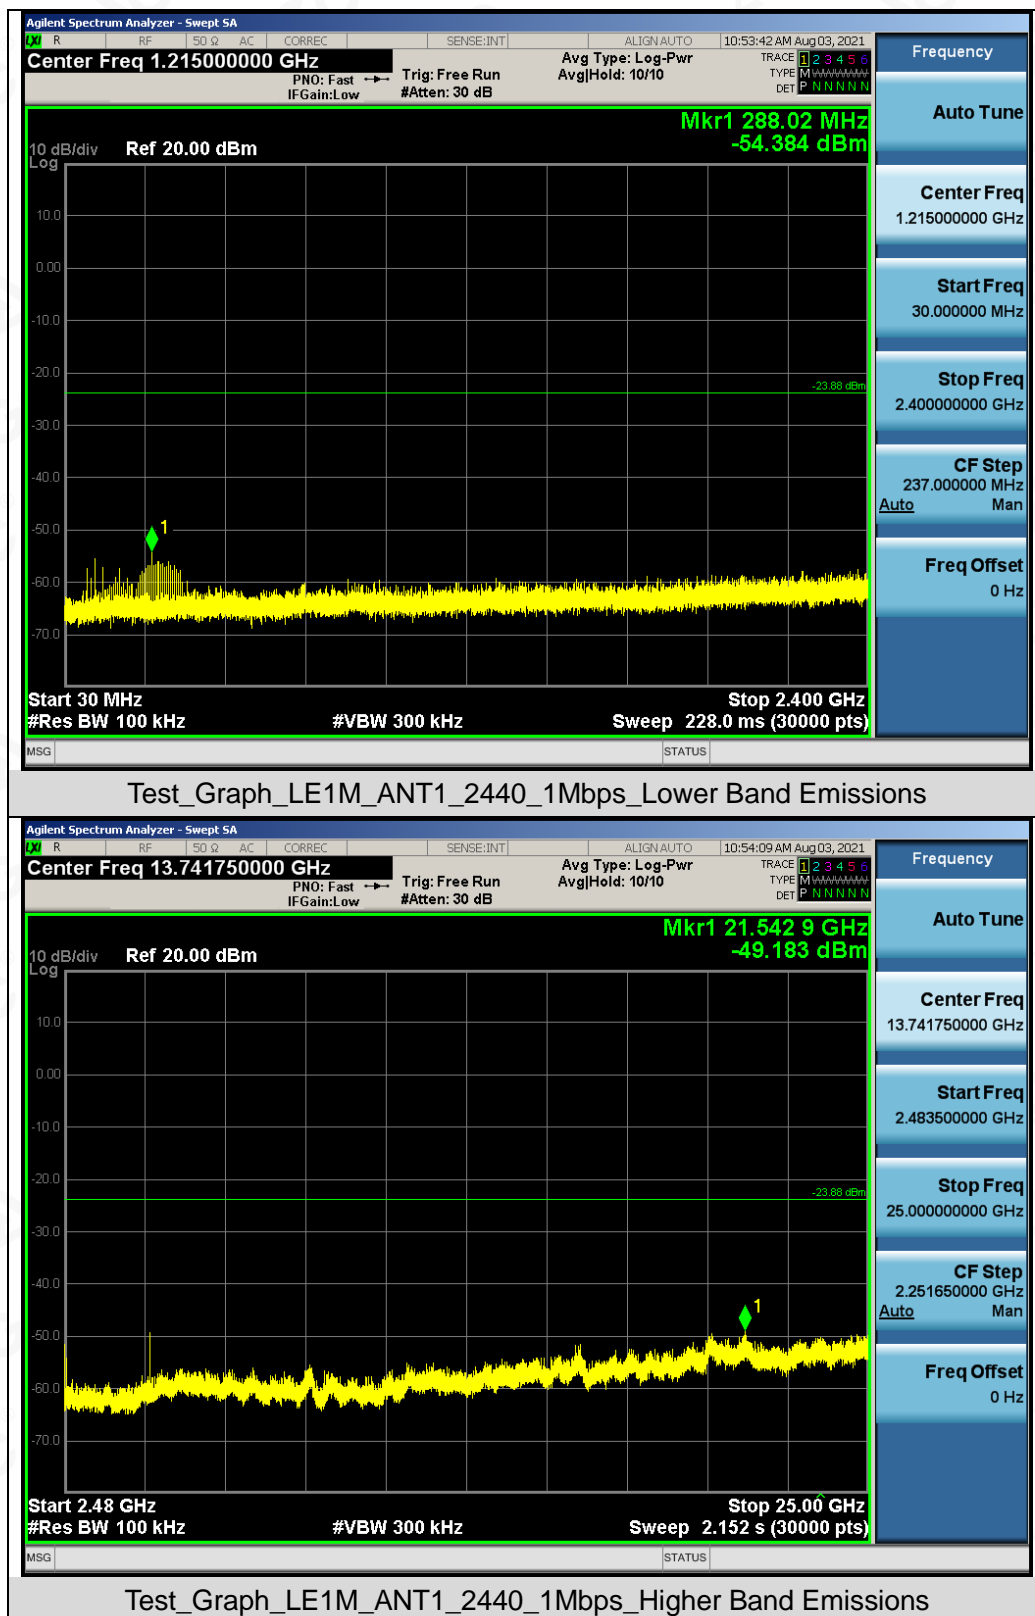 Agilent Spectrum Analyzer - Swept SA
LXI R RF 50 Ω AC CORREC SENSE:INT ALIGNAUTO 10:53:42 AM Aug 03, 2021
Center Freq 1.215000000 GHz
PNO: Fast
IFGain:Low
Trig: Free Run
#Atten: 30 dB
Avg Type: Log-Pwr
Avg|Hold: 10/10
TRACE 1 2 3 4 5 6
TYPE M WWWWW
DET P N N N N N
Frequency
Auto Tune
Center Freq
1.215000000 GHz
Start Freq
30.000000 MHz
Stop Freq
2.400000000 GHz
CF Step
237.000000 MHz
Auto Man
Freq Offset
0 Hz
Mkr1 288.02 MHz
-54.384 dBm
10 dB/div Ref 20.00 dBm
Log
10.0
0.00
-10.0
-20.0
-23.88 dBm
-30.0
-40.0
-50.0
1
-60.0
-70.0
Start 30 MHz Stop 2.400 GHz
#Res BW 100 kHz #VBW 300 kHz Sweep 228.0 ms (30000 pts)
MSG STATUS
Test_Graph_LE1M_ANT1_2440_1Mbps_Lower Band Emissions
Agilent Spectrum Analyzer - Swept SA
LXI R RF 50 Ω AC CORREC SENSE:INT ALIGNAUTO 10:54:09 AM Aug 03, 2021
Center Freq 13.741750000 GHz
PNO: Fast
IFGain:Low
Trig: Free Run
#Atten: 30 dB
Avg Type: Log-Pwr
Avg|Hold: 10/10
TRACE 1 2 3 4 5 6
TYPE M WWWWW
DET P N N N N N
Frequency
Auto Tune
Center Freq
13.741750000 GHz
Start Freq
2.483500000 GHz
Stop Freq
25.000000000 GHz
CF Step
2.251650000 GHz
Auto Man
Freq Offset
0 Hz
Mkr1 21.542 9 GHz
-49.183 dBm
10 dB/div Ref 20.00 dBm
Log
10.0
0.00
-10.0
-20.0
-23.88 dBm
-30.0
-40.0
1
-50.0
-60.0
-70.0
Start 2.48 GHz Stop 25.00 GHz
#Res BW 100 kHz #VBW 300 kHz Sweep 2.152 s (30000 pts)
MSG STATUS
Test_Graph_LE1M_ANT1_2440_1Mbps_Higher Band Emissions